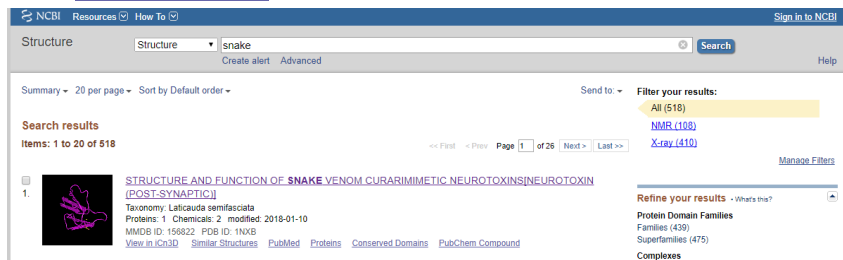 NCBI Resources How To Sign in to NCBI
Structure Structure snake Search
Create alert Advanced Help
Summary 20 per page Sort by Default order Send to: Filter your results:
All (518)
Search results NMR (108)
Items: 1 to 20 of 518 << First < Prev Page 1 of 26 Next > Last >> X-ray (410)
Manage Filters
1. STRUCTURE AND FUNCTION OF SNAKE VENOM CURARIMIMETIC NEUROTOXINS[NEUROTOXIN
(POST-SYNAPTIC)]
Taxonomy: Laticauda semifasciata
Proteins: 1 Chemicals: 2 modified: 2018-01-10
MMDB ID: 156822 PDB ID: 1NXB
View in iCn3D Similar Structures PubMed Proteins Conserved Domains PubChem Compound
Refine your results • What's this?
Protein Domain Families
Families (439)
Superfamilies (475)
Complexes